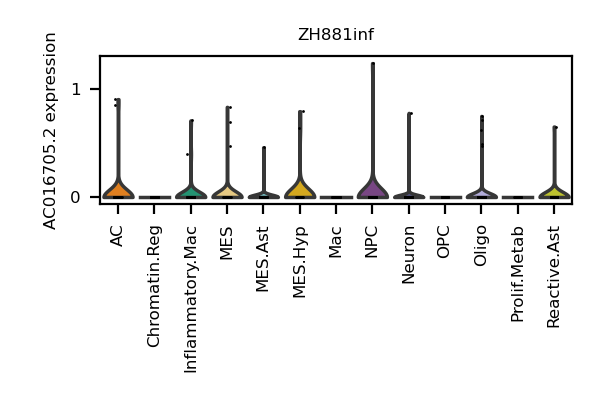 ZH881inf
AC016705.2 expression
1
0
AC
Chromatin.Reg
Inflammatory.Mac
MES
MES.Ast
MES.Hyp
Mac
NPC
Neuron
OPC
Oligo
Prolif.Metab
Reactive.Ast